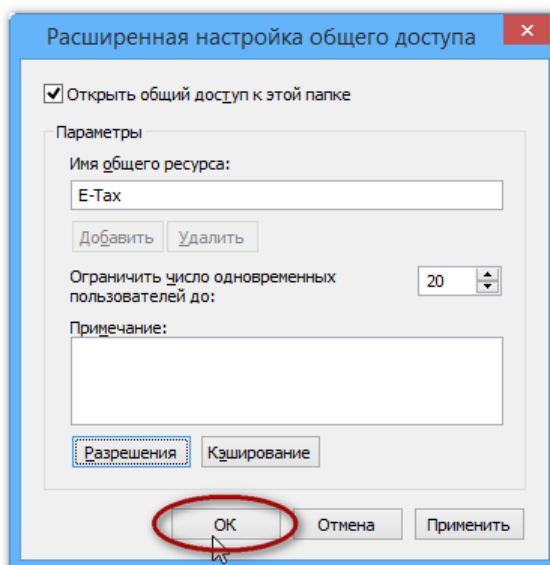 Расширенная настройка общего доступа
Открыть общий доступ к этой папке
Параметры
Имя общего ресурса:
E-Tax
Добавить Удалить
Ограничить число одновременных 20
пользователей до:
Примечание:
Разрешения Кэширование
ОК Отмена Применить